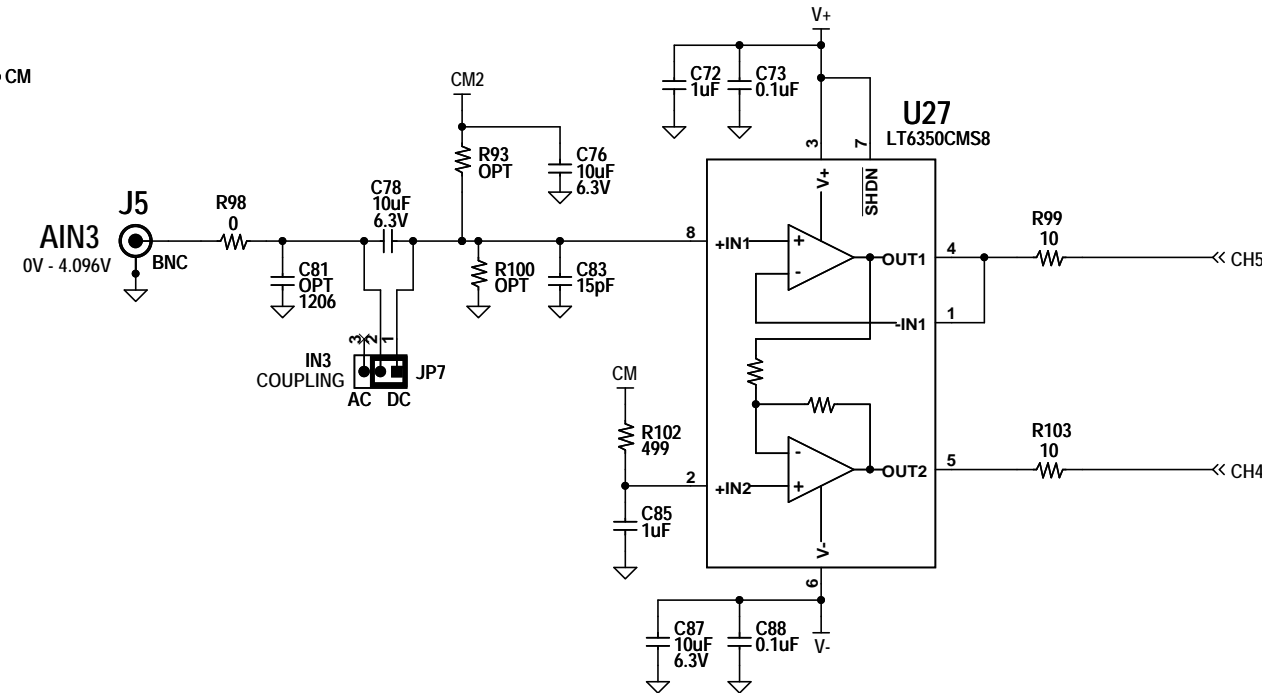 CM
J5
AIN3
0V - 4.096V
BNC
R98
0
C81
OPT
1206
C78
10uF
6.3V
3
2
1
IN3
COUPLING
JP7
AC
DC
CM2
R93
OPT
C76
10uF
6.3V
R100
OPT
C83
15pF
CM
R102
499
C85
1uF
V+
C72
1uF
C73
0.1uF
U27
LT6350CMS8
3
7
V+
SHDN
8
+IN1
+
-
OUT1
4
-IN1
1
2
+IN2
-
+
OUT2
5
V-
6
C87
10uF
6.3V
C88
0.1uF
V-
R99
10
CH5
R103
10
CH4